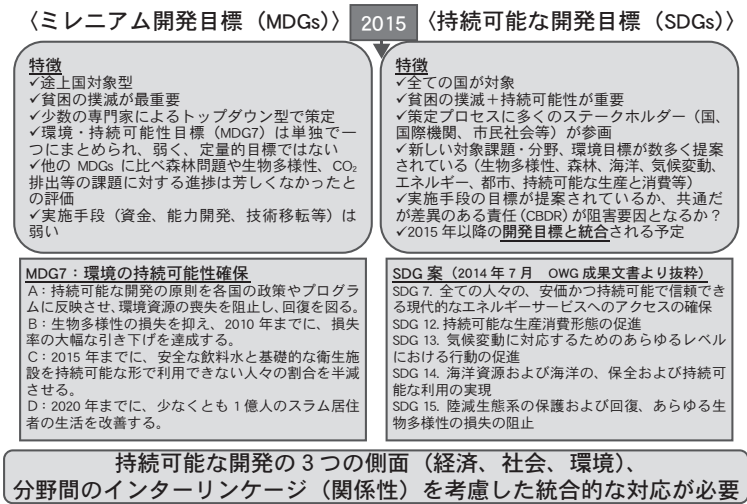 〈ミレニアム開発目標（MDGs）〉
2015
〈持続可能な開発目標（SDGs）〉
特徴
✓途上国対象型
✓貧困の撲滅が最重要
✓少数の専門家によるトップダウン型で策定
✓環境・持続可能性目標（MDG7）は単独で一
つにまとめられ、弱く、定量的目標ではない
✓他の MDGs に比べ森林問題や生物多様性、CO₂
排出等の課題に対する進捗は芳しくなかったと
の評価
✓実施手段（資金、能力開発、技術移転等）は
弱い
特徴
✓全ての国が対象
✓貧困の撲滅＋持続可能性が重要
✓策定プロセスに多くのステークホルダー（国、
国際機関、市民社会等）が参画
✓新しい対象課題・分野、環境目標が数多く提案
されている（生物多様性、森林、海洋、気候変動、
エネルギー、都市、持続可能な生産と消費等）
✓実施手段の目標が提案されているか、共通だ
が差異のある責任（CBDR）が阻害要因となるか？
✓2015 年以降の開発目標と統合される予定
MDG7：環境の持続可能性確保
A：持続可能な開発の原則を各国の政策やプログラ
ムに反映させ、環境資源の喪失を阻止し、回復を図る。
B：生物多様性の損失を抑え、2010 年までに、損失
率の大幅な引き下げを達成する。
C：2015 年までに、安全な飲料水と基礎的な衛生施
設を持続可能な形で利用できない人々の割合を半減
させる。
D：2020 年までに、少なくとも 1 億人のスラム居住
者の生活を改善する。
SDG 案（2014 年 7 月　OWG 成果文書より抜粋）
SDG 7. 全ての人々の、安価かつ持続可能で信頼でき
る現代的なエネルギーサービスへのアクセスの確保
SDG 12. 持続可能な生産消費形態の促進
SDG 13. 気候変動に対応するためのあらゆるレベル
における行動の促進
SDG 14. 海洋資源および海洋の、保全および持続可
能な利用の実現
SDG 15. 陸減生態系の保護および回復、あらゆる生
物多様性の損失の阻止
持続可能な開発の 3 つの側面（経済、社会、環境）、
分野間のインターリンケージ（関係性）を考慮した統合的な対応が必要